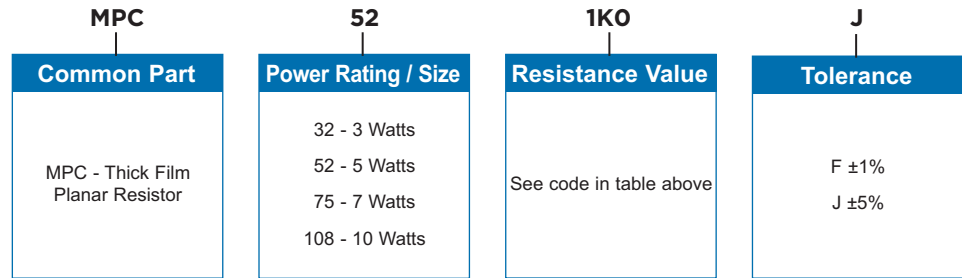 MPC 52 1K0 J
Common Part
MPC - Thick Film
Planar Resistor
Power Rating / Size
32 - 3 Watts
52 - 5 Watts
75 - 7 Watts
108 - 10 Watts
Resistance Value
See code in table above
Tolerance
F ±1%
J ±5%